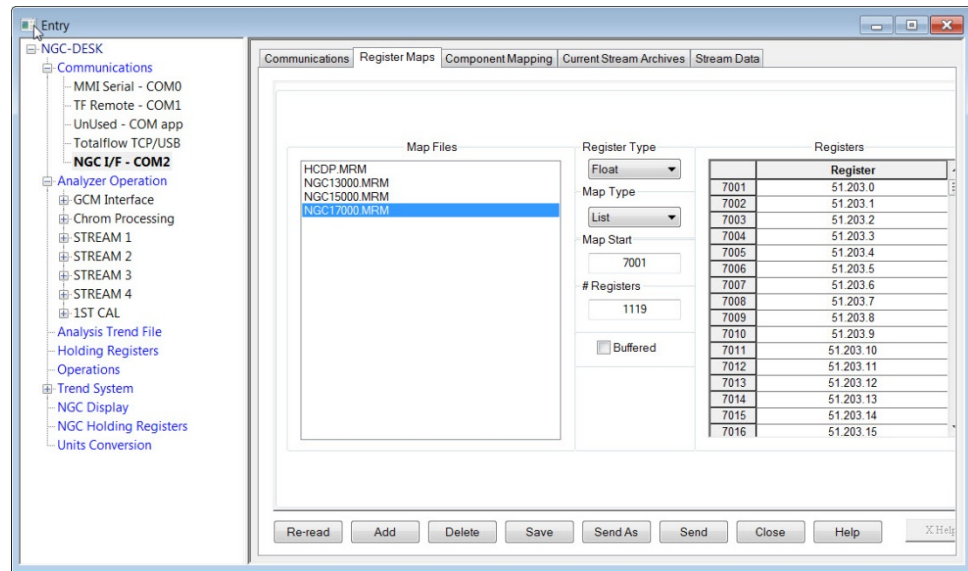 Entry
NGC-DESK
Communications
MMI Serial - COM0
TF Remote - COM1
UnUsed - COM app
Totalflow TCP/USB
NGC I/F - COM2
Analyzer Operation
GCM Interface
Chrom Processing
STREAM 1
STREAM 2
STREAM 3
STREAM 4
1ST CAL
Analysis Trend File
Holding Registers
Operations
Trend System
NGC Display
NGC Holding Registers
Units Conversion
Communications Register Maps Component Mapping Current Stream Archives Stream Data
Map Files
HCDP.MRM
NGC13000.MRM
NGC15000.MRM
NGC17000.MRM
Register Type
Float
Map Type
List
Map Start
7001
# Registers
1119
Buffered
Registers
Register
7001 51.203.0
7002 51.203.1
7003 51.203.2
7004 51.203.3
7005 51.203.4
7006 51.203.5
7007 51.203.6
7008 51.203.7
7009 51.203.8
7010 51.203.9
7011 51.203.10
7012 51.203.11
7013 51.203.12
7014 51.203.13
7015 51.203.14
7016 51.203.15
Re-read Add Delete Save Send As Send Close Help X Help